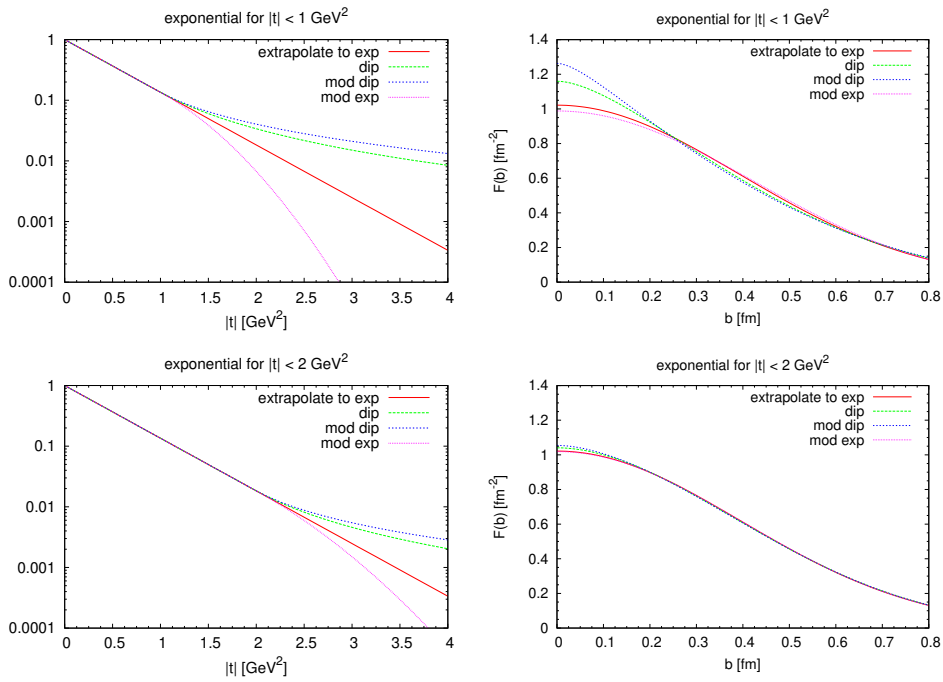 exponential for |t| < 1 GeV²
extrapolate to exp
dip
mod dip
mod exp
1
0.1
0.01
0.001
0.0001
0 0.5 1 1.5 2 2.5 3 3.5 4
|t| [GeV²]
exponential for |t| < 1 GeV²
extrapolate to exp
dip
mod dip
mod exp
F(b) [fm⁻²]
1.4
1.2
1
0.8
0.6
0.4
0.2
0
0 0.1 0.2 0.3 0.4 0.5 0.6 0.7 0.8
b [fm]
exponential for |t| < 2 GeV²
extrapolate to exp
dip
mod dip
mod exp
1
0.1
0.01
0.001
0.0001
0 0.5 1 1.5 2 2.5 3 3.5 4
|t| [GeV²]
exponential for |t| < 2 GeV²
extrapolate to exp
dip
mod dip
mod exp
F(b) [fm⁻²]
1.4
1.2
1
0.8
0.6
0.4
0.2
0
0 0.1 0.2 0.3 0.4 0.5 0.6 0.7 0.8
b [fm]